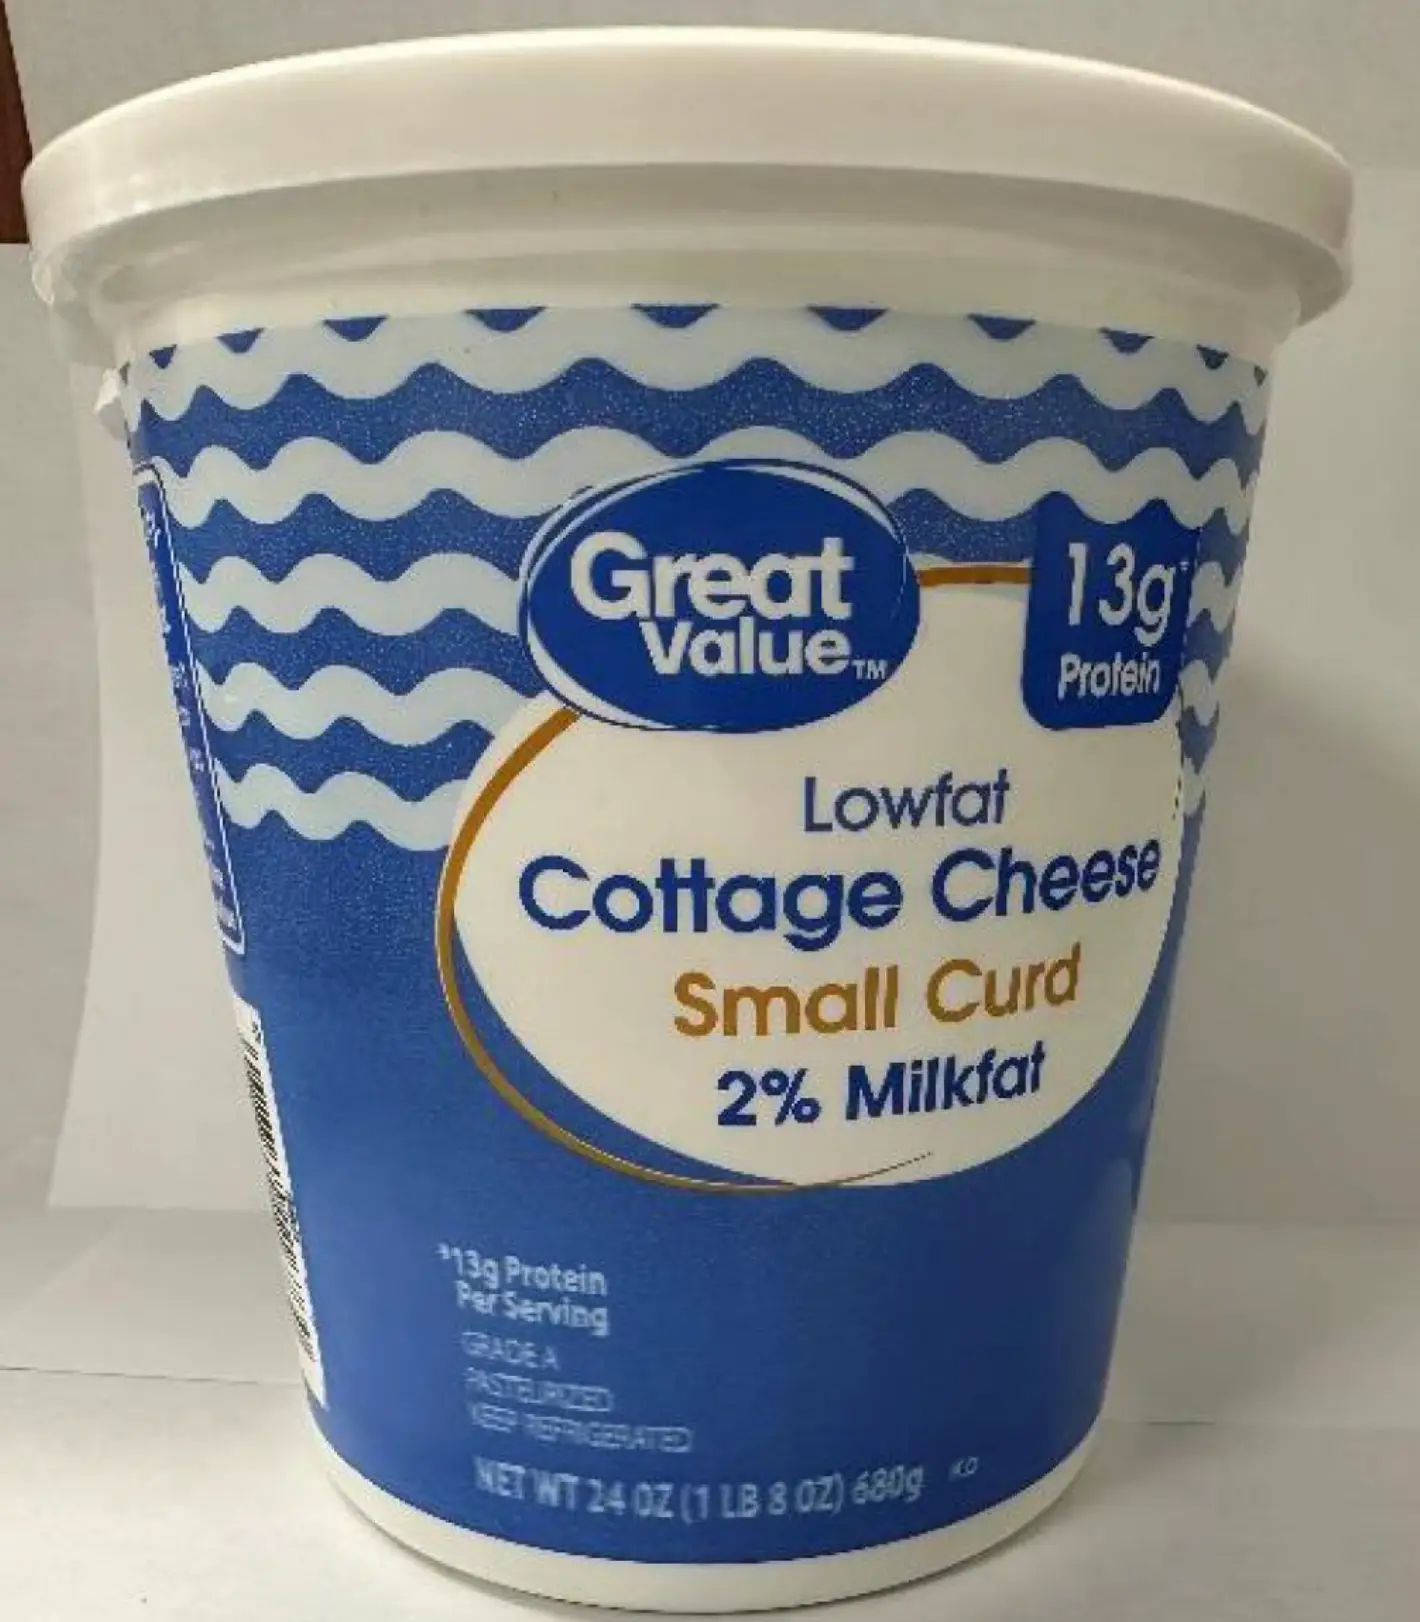 Great
Value™
13g*
Protein
Lowfat
Cottage Cheese
Small Curd
2% Milkfat
*13g Protein
Per Serving
GRADE A
PASTEURIZED
KEEP REFRIGERATED
NET WT 24 OZ (1 LB 8 OZ) 680g